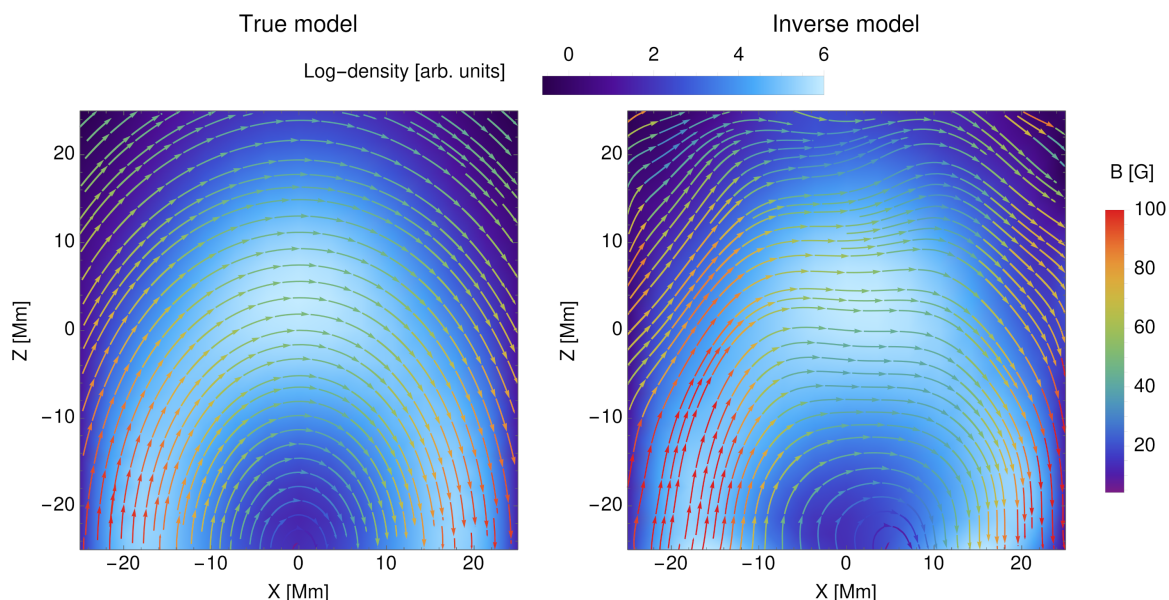 True model
Inverse model
Log−density [arb. units]
0 2 4 6
Z [Mm]
20
10
0
−10
−20
−20 −10 0 10 20
X [Mm]
Z [Mm]
20
10
0
−10
−20
−20 −10 0 10 20
X [Mm]
B [G]
100
80
60
40
20